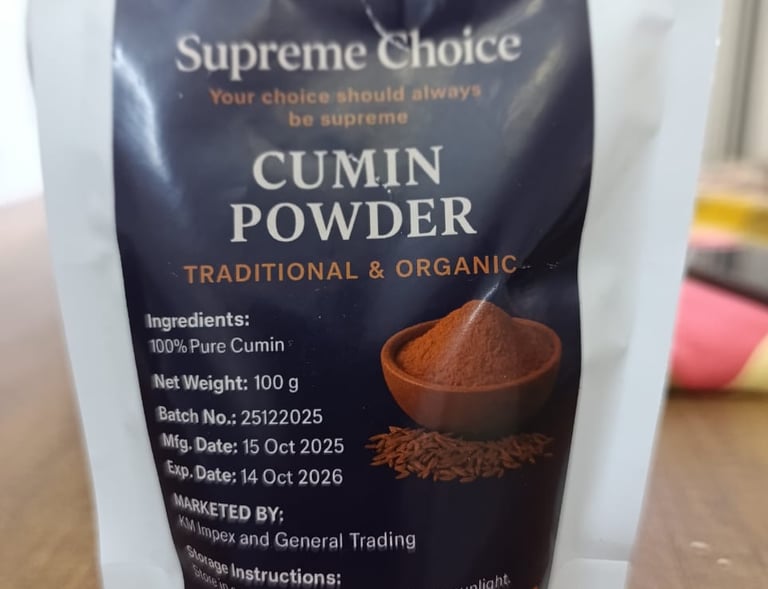 Supreme Choice
Your choice should always
be supreme
CUMIN
POWDER
TRADITIONAL & ORGANIC
Ingredients:
100% Pure Cumin
Net Weight: 100 g
Batch No.: 25122025
Mfg. Date: 15 Oct 2025
Exp. Date: 14 Oct 2026
MARKETED BY:
KM Impex and General Trading
Storage Instructions:
Store in